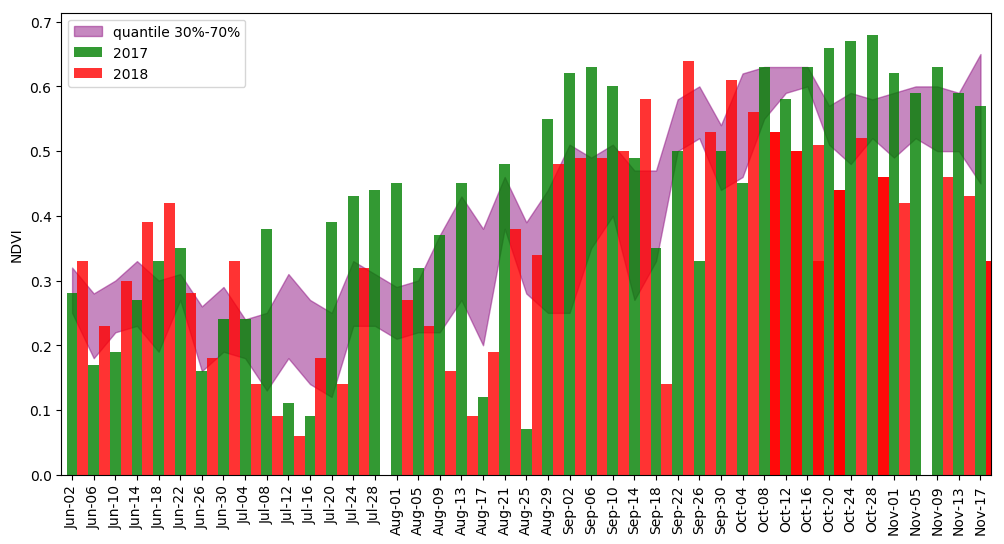 quantile 30%-70%
2017
2018
NDVI
0.7
0.6
0.5
0.4
0.3
0.2
0.1
0.0
Jun-02
Jun-06
Jun-10
Jun-14
Jun-18
Jun-22
Jun-26
Jun-30
Jul-04
Jul-08
Jul-12
Jul-16
Jul-20
Jul-24
Jul-28
Aug-01
Aug-05
Aug-09
Aug-13
Aug-17
Aug-21
Aug-25
Aug-29
Sep-02
Sep-06
Sep-10
Sep-14
Sep-18
Sep-22
Sep-26
Sep-30
Oct-04
Oct-08
Oct-12
Oct-16
Oct-20
Oct-24
Oct-28
Nov-01
Nov-05
Nov-09
Nov-13
Nov-17